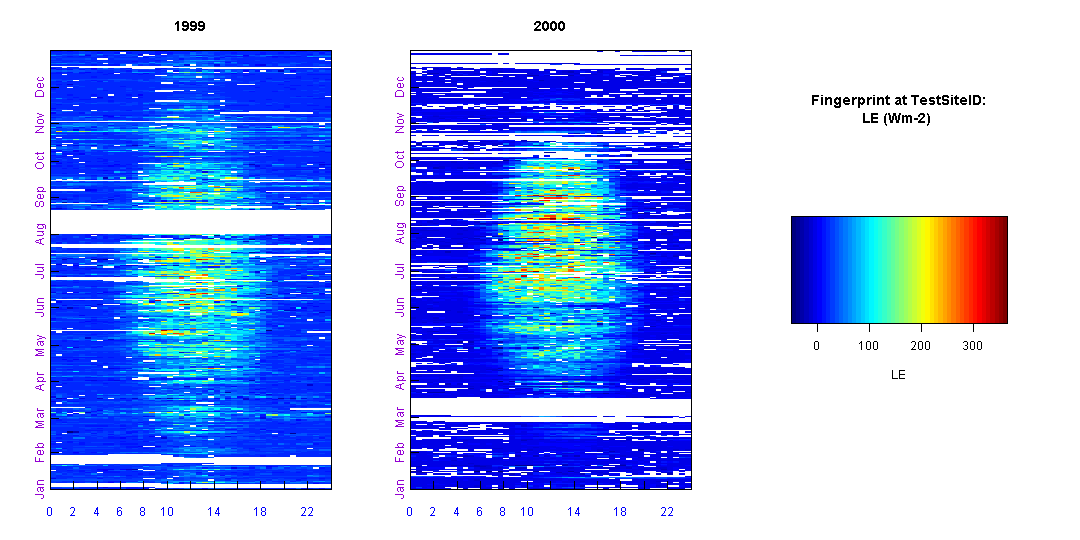 1999
Dec
Nov
Oct
Sep
Aug
Jul
Jun
May
Apr
Mar
Feb
Jan
0 2 4 6 8 10 14 18 22
2000
Dec
Nov
Oct
Sep
Aug
Jul
Jun
May
Apr
Mar
Feb
Jan
0 2 4 6 8 10 14 18 22
Fingerprint at TestSiteID:
LE (Wm-2)
0 100 200 300
LE